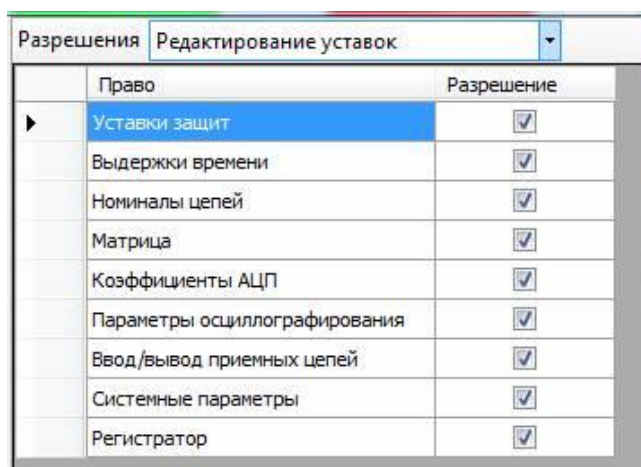 Разрешения Редактирование уставок
Право Разрешение
Уставки защит
Выдержки времени
Номиналы цепей
Матрица
Коэффициенты АЦП
Параметры осциллографирования
Ввод/вывод приемных цепей
Системные параметры
Регистратор